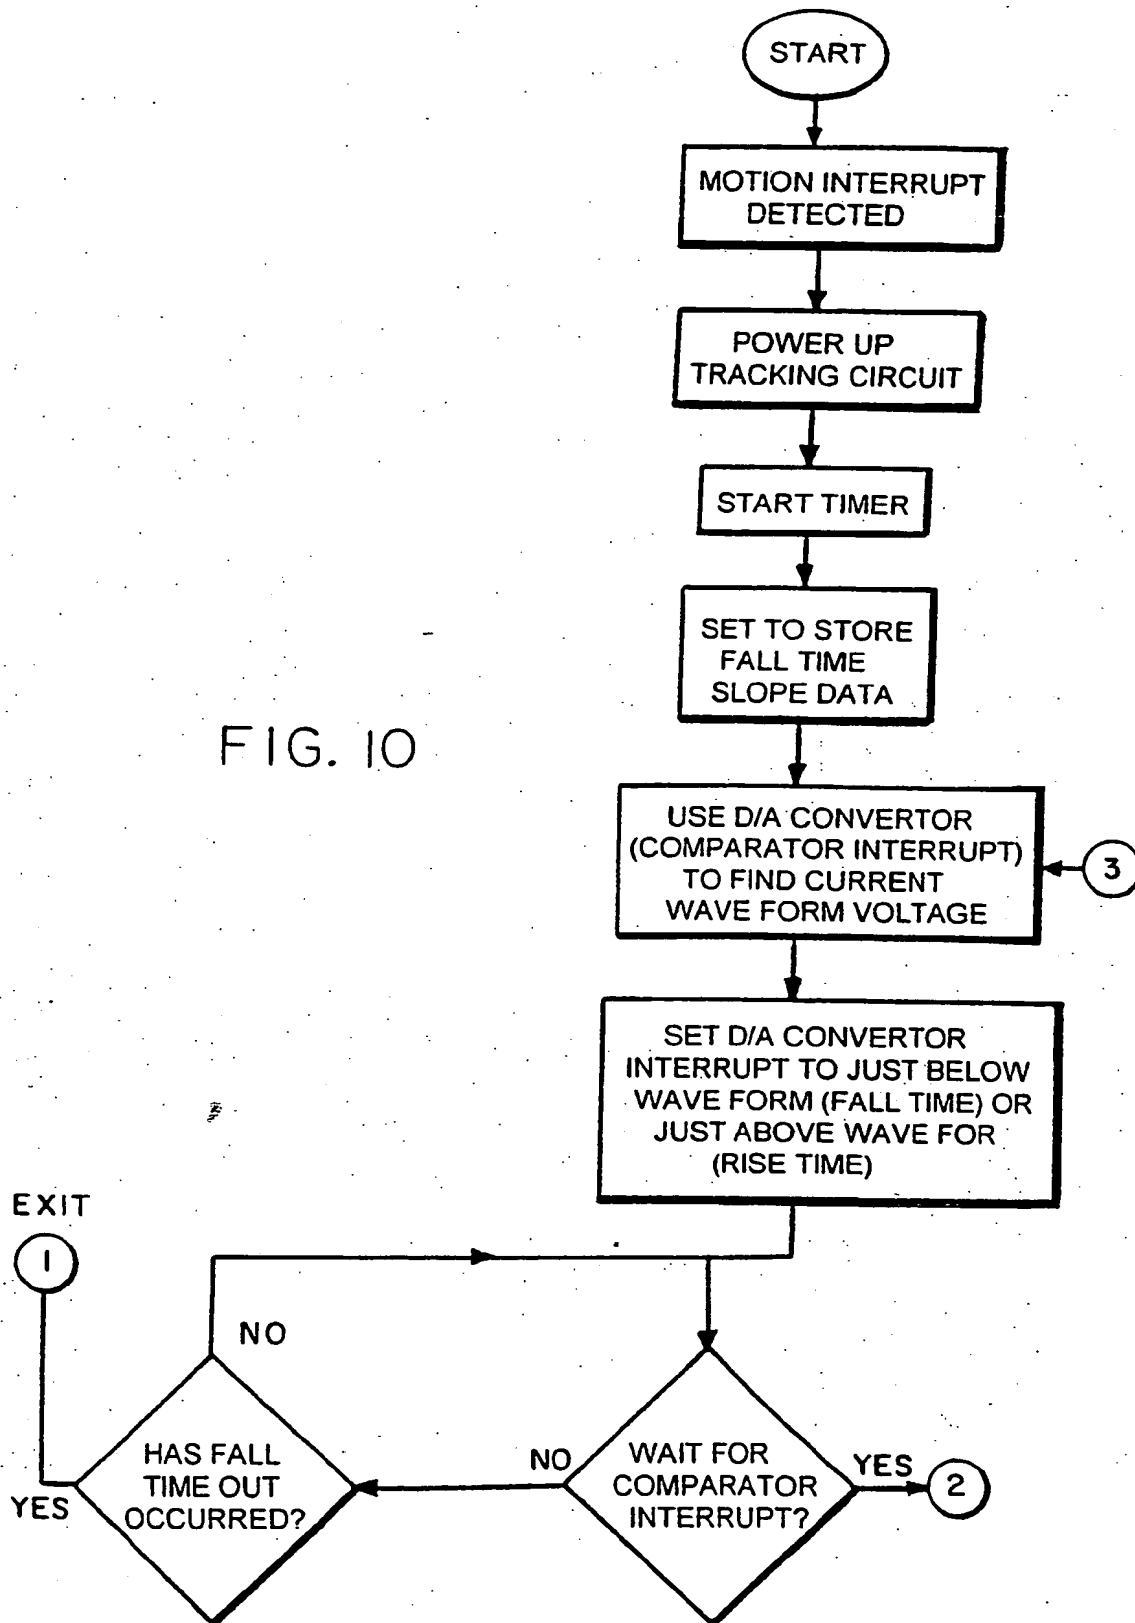 START
MOTION INTERRUPT
DETECTED
POWER UP
TRACKING CIRCUIT
START TIMER
SET TO STORE
FALL TIME
SLOPE DATA
FIG. 10
USE D/A CONVERTOR
(COMPARATOR INTERRUPT)
TO FIND CURRENT
WAVE FORM VOLTAGE
3
SET D/A CONVERTOR
INTERRUPT TO JUST BELOW
WAVE FORM (FALL TIME) OR
JUST ABOVE WAVE FOR
(RISE TIME)
EXIT
1
NO
HAS FALL
TIME OUT
OCCURRED?
YES
NO
WAIT FOR
COMPARATOR
INTERRUPT?
YES
2